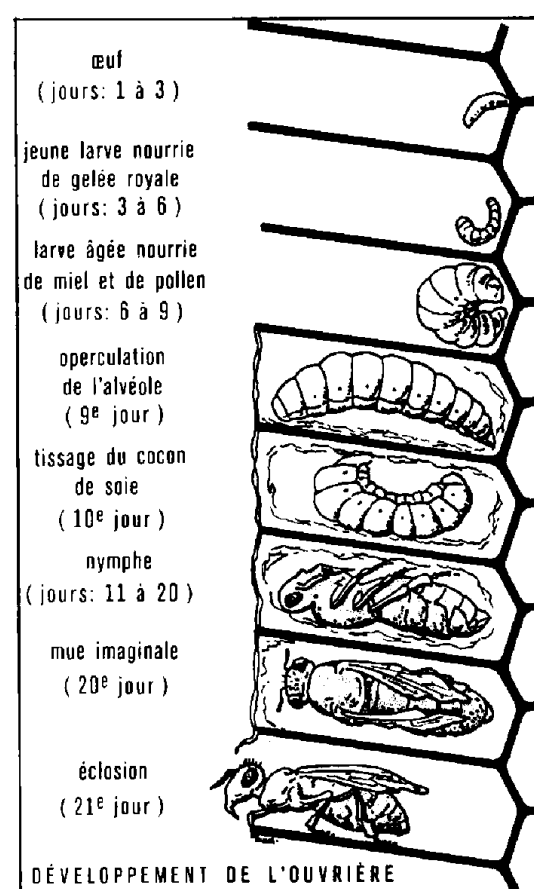 œuf
( jours: 1 à 3 )
jeune larve nourrie
de gelée royale
( jours: 3 à 6 )
larve âgée nourrie
de miel et de pollen
( jours: 6 à 9 )
operculation
de l'alvéole
( 9e jour )
tissage du cocon
de soie
( 10e jour )
nymphe
( jours: 11 à 20 )
mue imaginale
( 20e jour )
éclosion
( 21e jour )
DÉVELOPPEMENT DE L'OUVRIÈRE